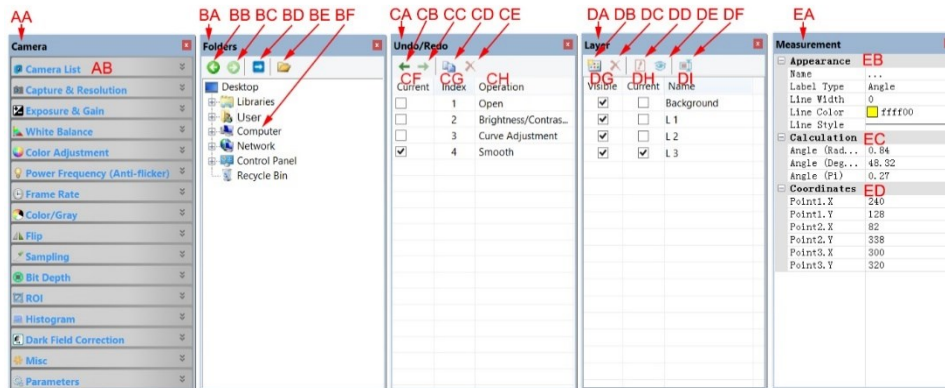 AA BA BB BC BD BE BF CA CB CC CD CE DA DB DC DD DE DF EA
Camera
AB
Camera List
Capture & Resolution
Exposure & Gain
White Balance
Color Adjustment
Power Frequency (Anti-flicker)
Frame Rate
Color/Gray
Flip
Sampling
Bit Depth
ROI
Histogram
Dark Field Correction
Misc
Parameters
Folders
Desktop
Libraries
User
Computer
Network
Control Panel
Recycle Bin
Undo/Redo
CF CG CH
Current Index Operation
1 Open
2 Brightness/Contras...
3 Curve Adjustment
4 Smooth
Layer
DG DH DI
Visible Current Name
Background
L 1
L 2
L 3
Measurement
Appearance EB
Name ...
Label Type Angle
Line Width 0
Line Color ffff00
Line Style
Calculation EC
Angle (Rad... 0.84
Angle (Deg... 48.32
Angle (Pi) 0.27
Coordinates ED
Point1.X 240
Point1.Y 128
Point2.X 82
Point2.Y 338
Point3.X 300
Point3.Y 320